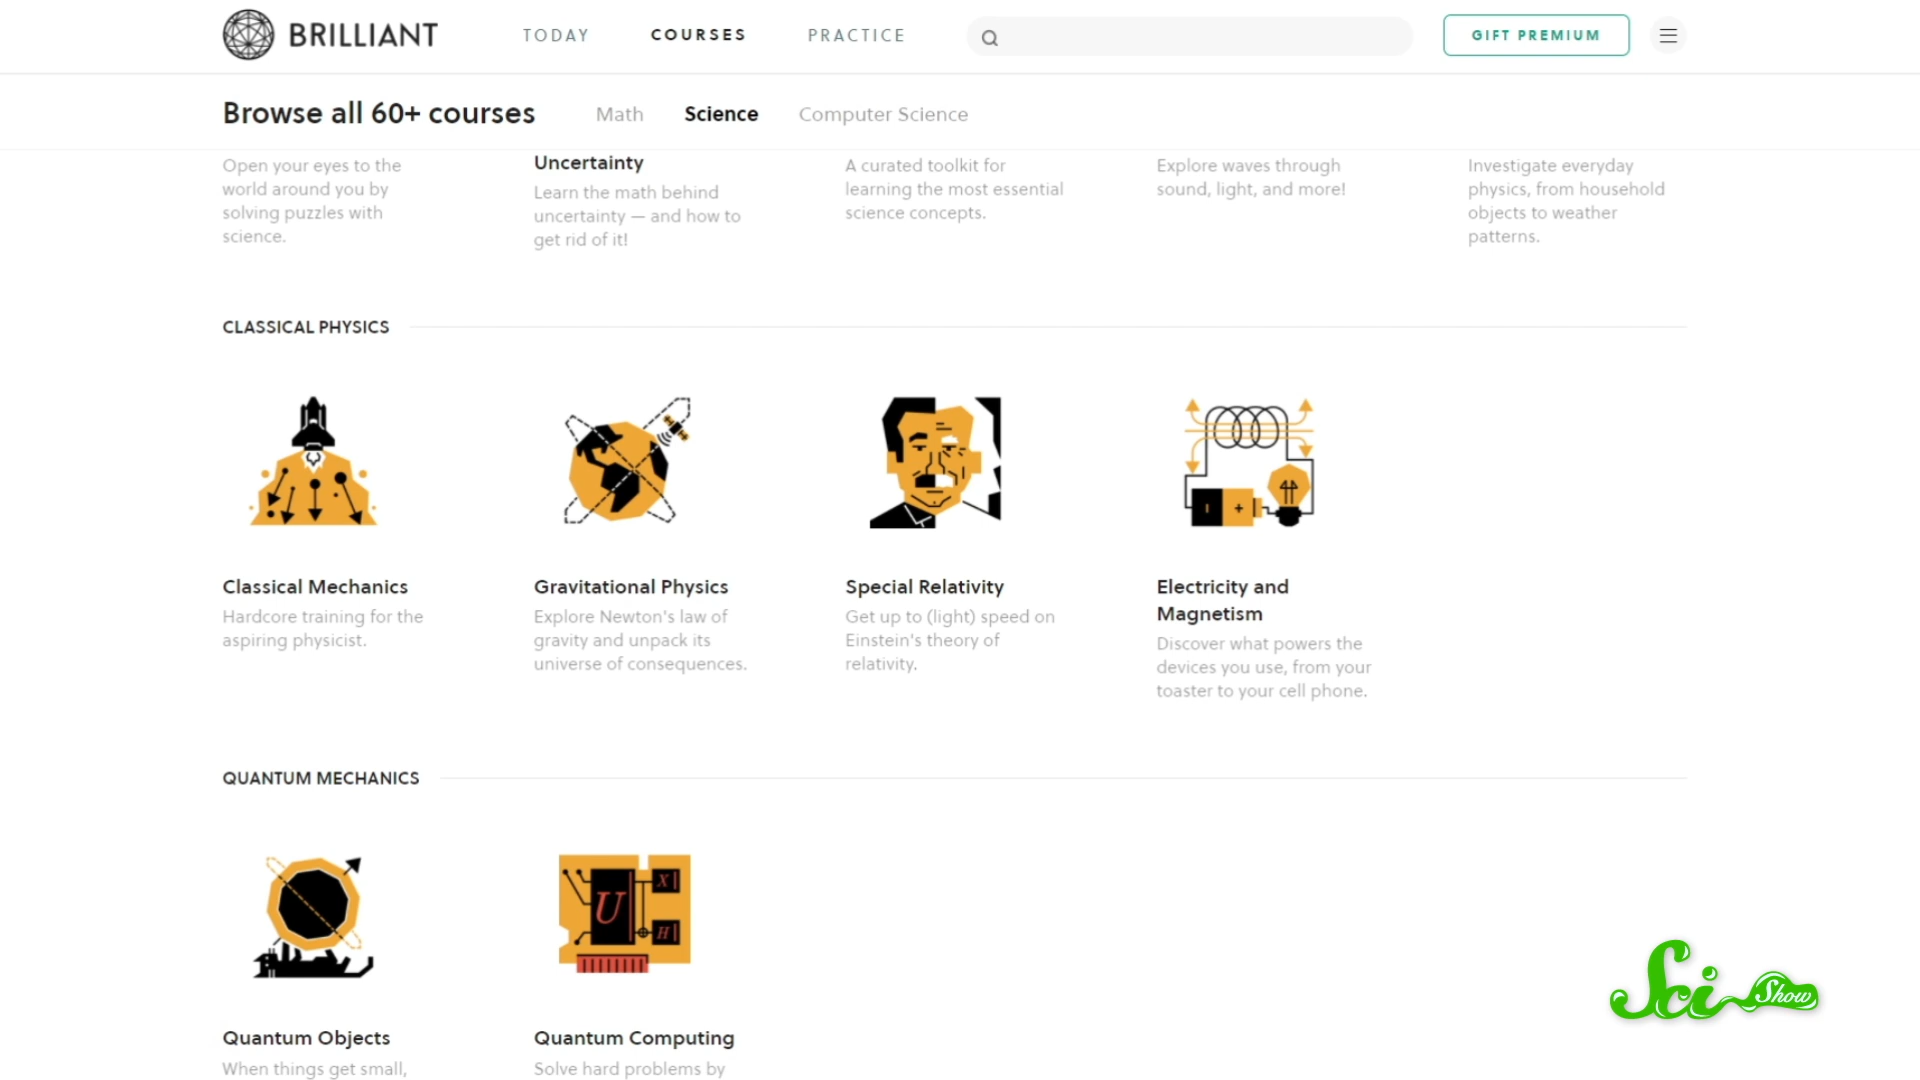 BRILLIANT
TODAY
COURSES
PRACTICE
GIFT PREMIUM
Browse all 60+ courses
Math
Science
Computer Science
Open your eyes to the
world around you by
solving puzzles with
science.
Uncertainty
Learn the math behind
uncertainty — and how to
get rid of it!
A curated toolkit for
learning the most essential
science concepts.
Explore waves through
sound, light, and more!
Investigate everyday
physics, from household
objects to weather
patterns.
CLASSICAL PHYSICS
Classical Mechanics
Hardcore training for the
aspiring physicist.
Gravitational Physics
Explore Newton's law of
gravity and unpack its
universe of consequences.
Special Relativity
Get up to (light) speed on
Einstein's theory of
relativity.
Electricity and
Magnetism
Discover what powers the
devices you use, from your
toaster to your cell phone.
QUANTUM MECHANICS
U
X
H
Quantum Objects
When things get small,
Quantum Computing
Solve hard problems by
Sci Show